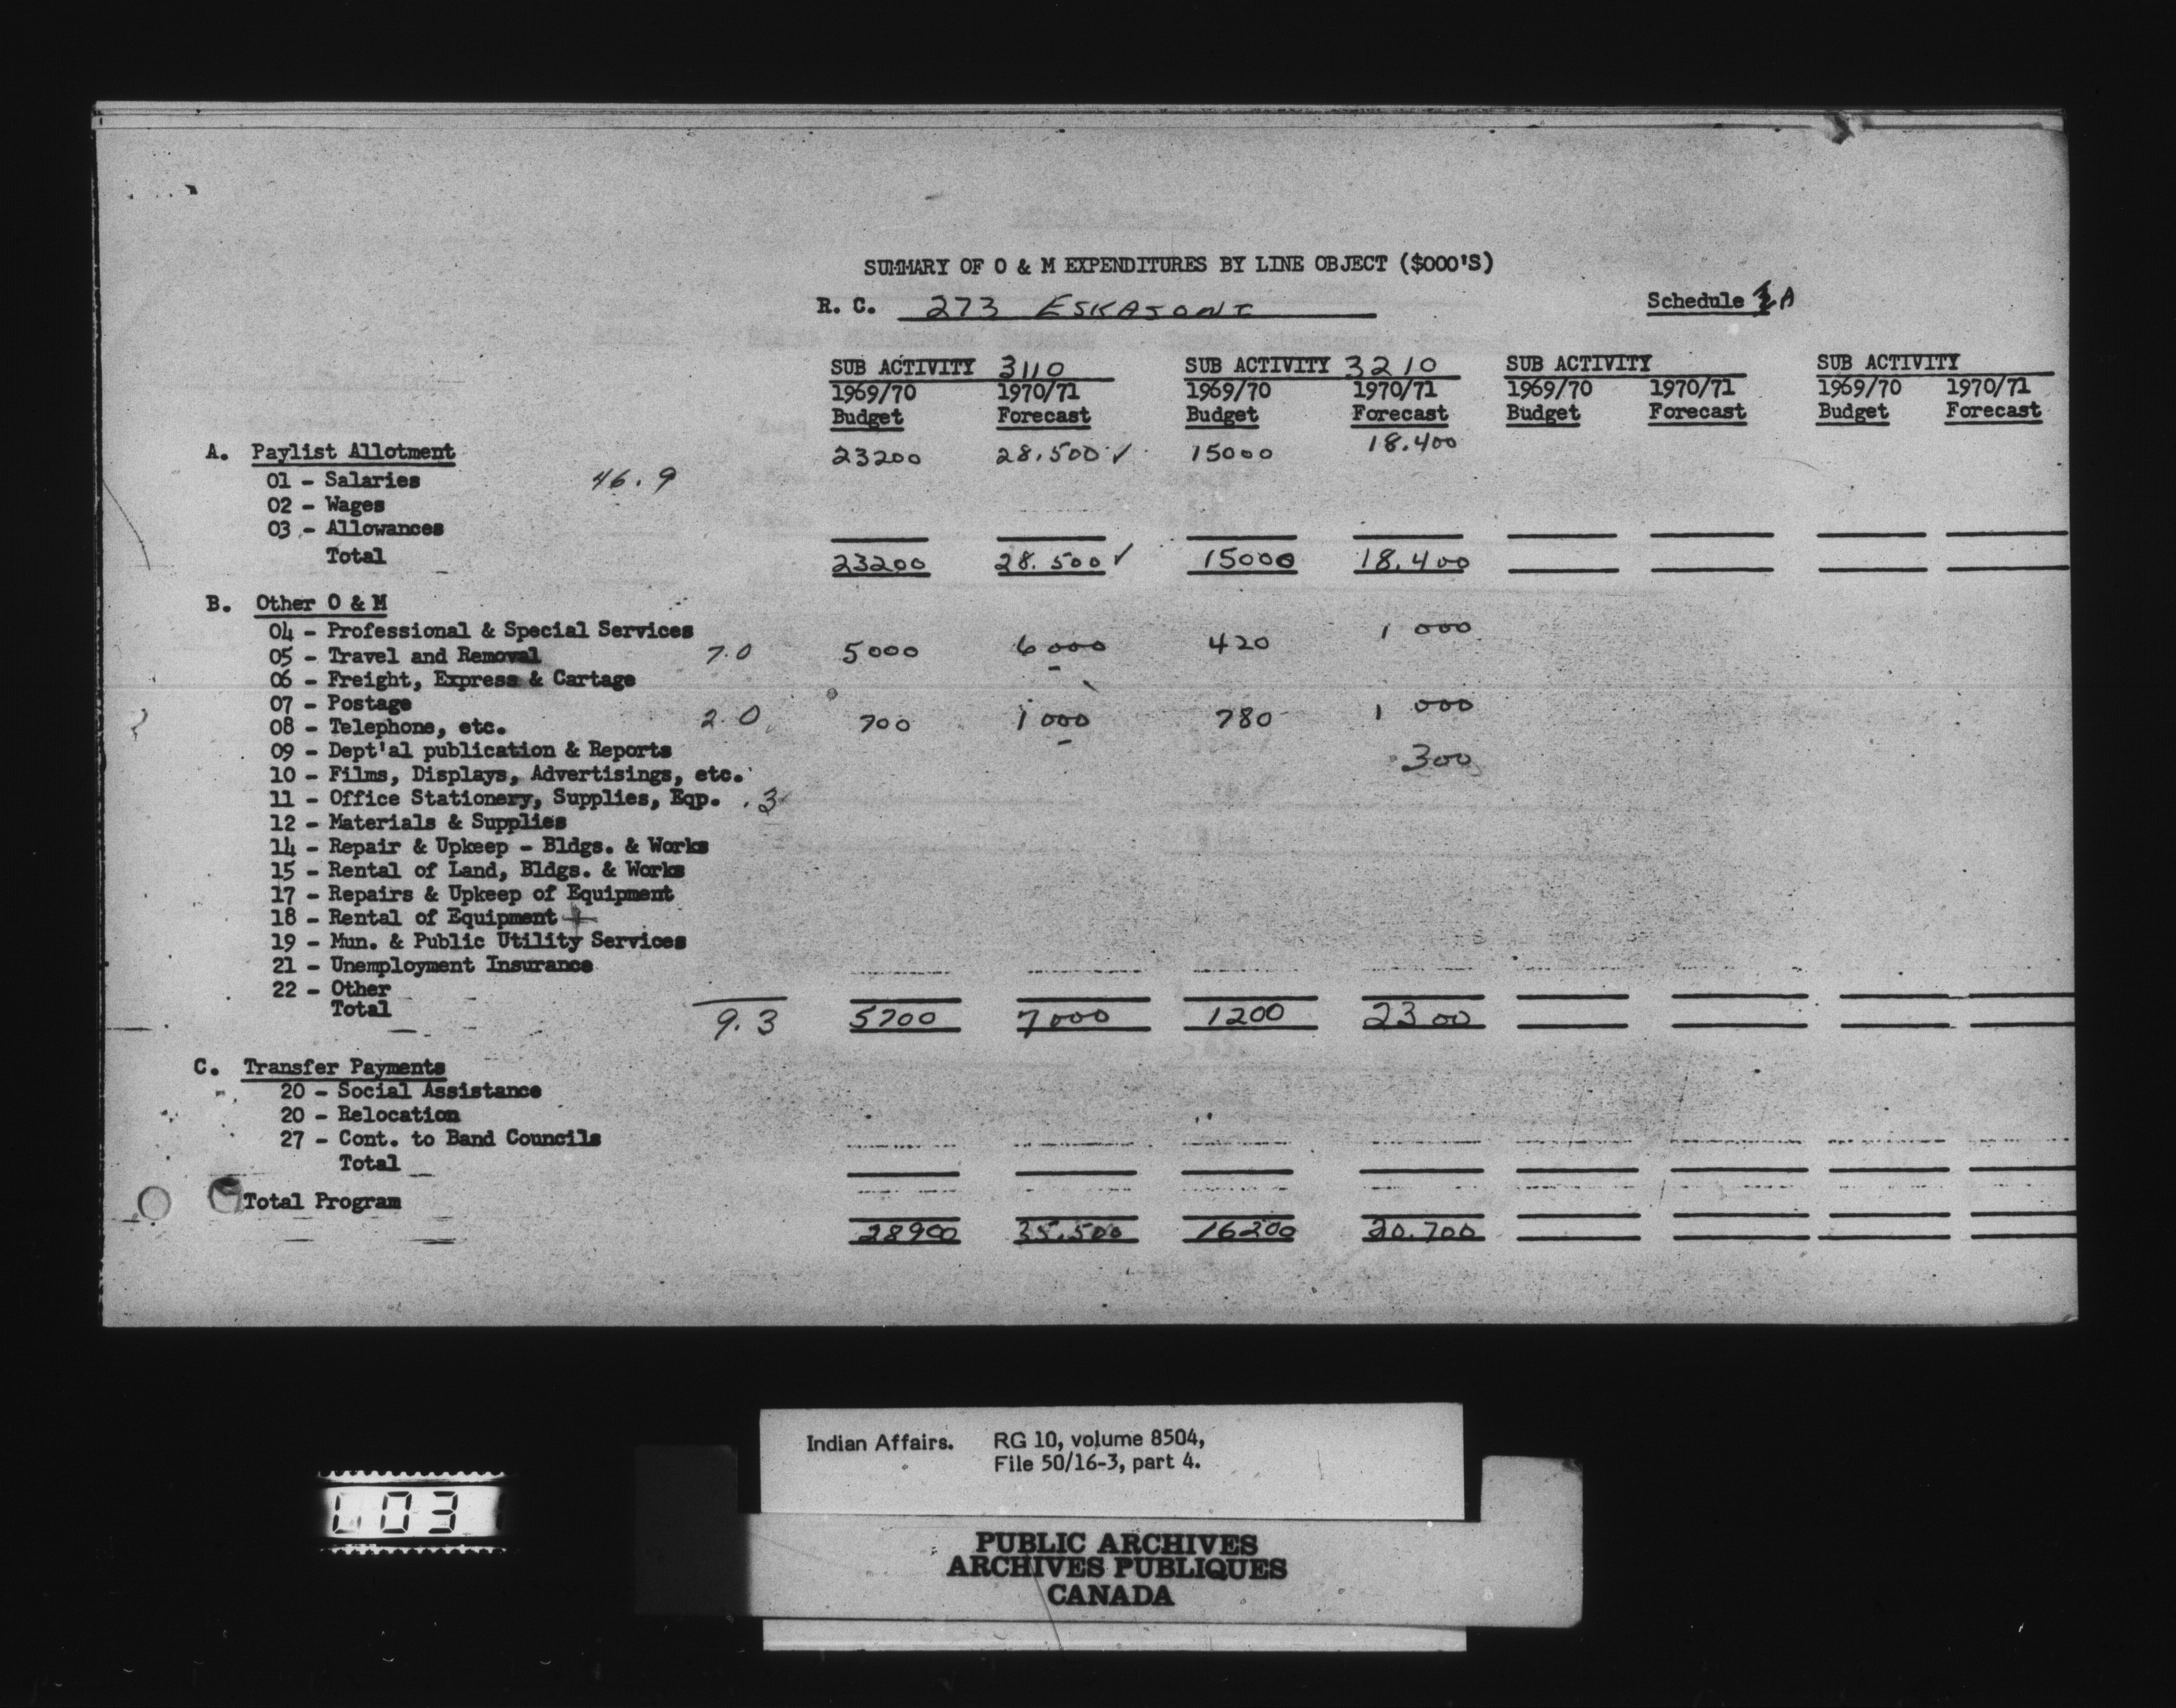 SUMMARY OF O & M EXPENDITURES BY LINE OBJECT ($000'S)
R. C. 273 ESKASONI Schedule A
SUB ACTIVITY 3110 SUB ACTIVITY 3210 SUB ACTIVITY SUB ACTIVITY
1969/70 1970/71 1969/70 1970/71 1969/70 1970/71 1969/70 1970/71
Budget Forecast Budget Forecast Budget Forecast Budget Forecast
A. Paylist Allotment 23200 28.500 ✓ 15000 18.400
01 - Salaries 46.9
02 - Wages
03 - Allowances
Total 23200 28.500 ✓ 15000 18.400
B. Other O & M
04 - Professional & Special Services 1 000
05 - Travel and Removal 7.0 5000 6000 420
06 - Freight, Express & Cartage
07 - Postage 1 000
08 - Telephone, etc. 2.0 700 1000 780
09 - Dept'al publication & Reports 300
10 - Films, Displays, Advertisings, etc.
11 - Office Stationery, Supplies, Eqp. .3
12 - Materials & Supplies
14 - Repair & Upkeep - Bldgs. & Works
15 - Rental of Land, Bldgs. & Works
17 - Repairs & Upkeep of Equipment
18 - Rental of Equipment
19 - Mun. & Public Utility Services
21 - Unemployment Insurance
22 - Other
Total 9.3 5700 7000 1200 2300
C. Transfer Payments
20 - Social Assistance
20 - Relocation
27 - Cont. to Band Councils
Total
Total Program
28900 35.500 16200 20.700
Indian Affairs. RG 10, volume 8504,
File 50/16-3, part 4.
PUBLIC ARCHIVES
ARCHIVES PUBLIQUES
CANADA